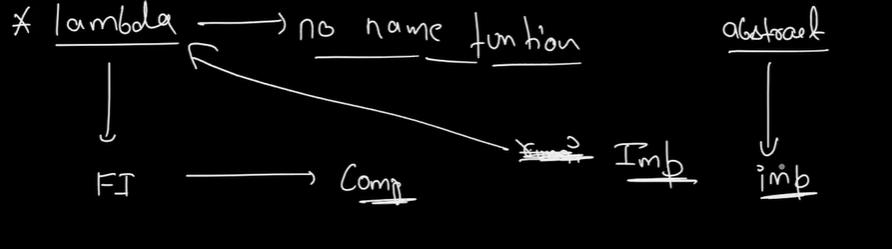 * lambda → no name funtion abstract
Imp
FI → Comp imp